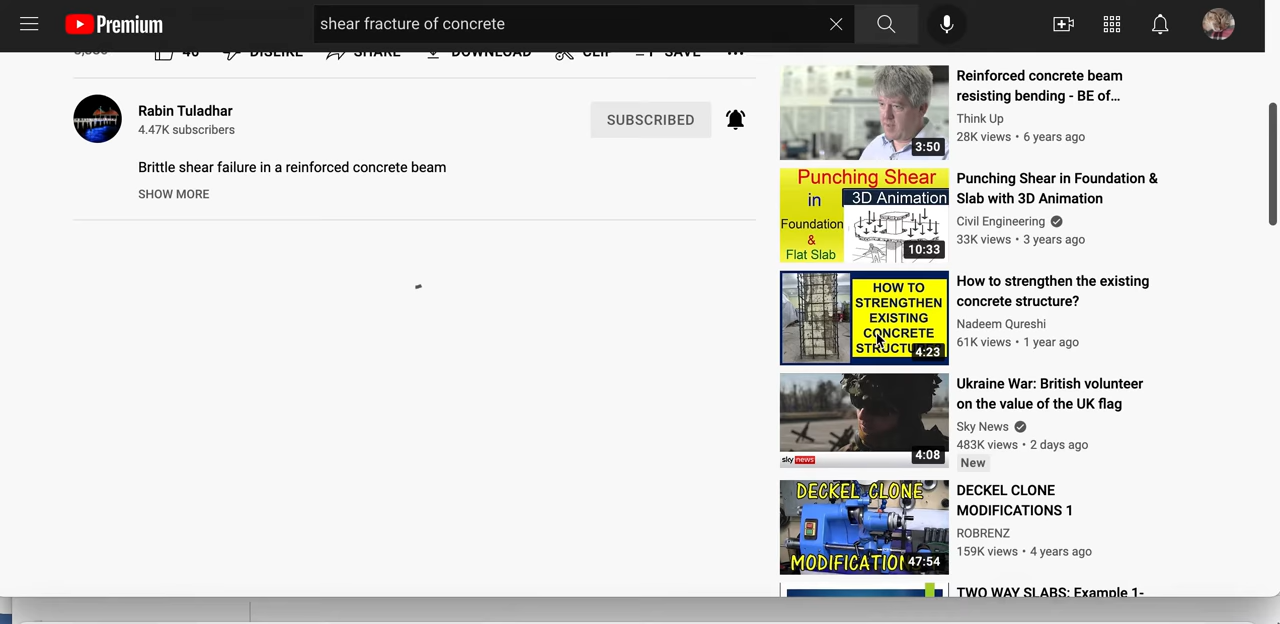 Premium
shear fracture of concrete
46 DISLIKE SHARE DOWNLOAD CLIP SAVE
Rabin Tuladhar
4.47K subscribers
SUBSCRIBED
Brittle shear failure in a reinforced concrete beam
SHOW MORE
3:50
Reinforced concrete beam
resisting bending - BE of...
Think Up
28K views • 6 years ago
Punching Shear
in
3D Animation
Foundation
&
Flat Slab
10:33
Punching Shear in Foundation &
Slab with 3D Animation
Civil Engineering
33K views • 3 years ago
HOW TO
STRENGTHEN
EXISTING
CONCRETE
4:23
How to strengthen the existing
concrete structure?
Nadeem Qureshi
61K views • 1 year ago
sky news
4:08
Ukraine War: British volunteer
on the value of the UK flag
Sky News
483K views • 2 days ago
New
DECKEL CLONE
MODIFICATIONS
47:54
DECKEL CLONE
MODIFICATIONS 1
ROBRENZ
159K views • 4 years ago
TWO WAY SLABS: Example 1-